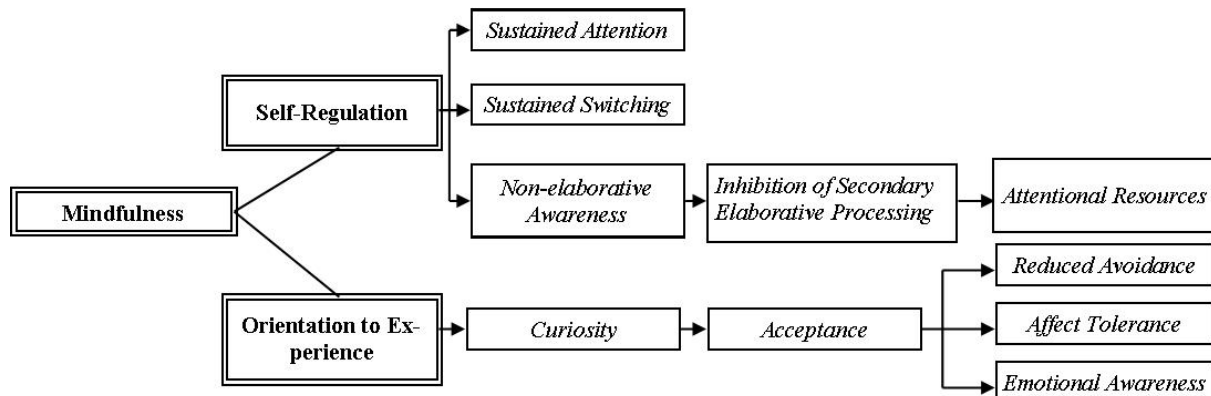 Sustained Attention
Self-Regulation
Sustained Switching
Non-elaborative
Awareness
Inhibition of Secondary
Elaborative Processing
Attentional Resources
Mindfulness
Reduced Avoidance
Orientation to Ex-
perience
Curiosity
Acceptance
Affect Tolerance
Emotional Awareness